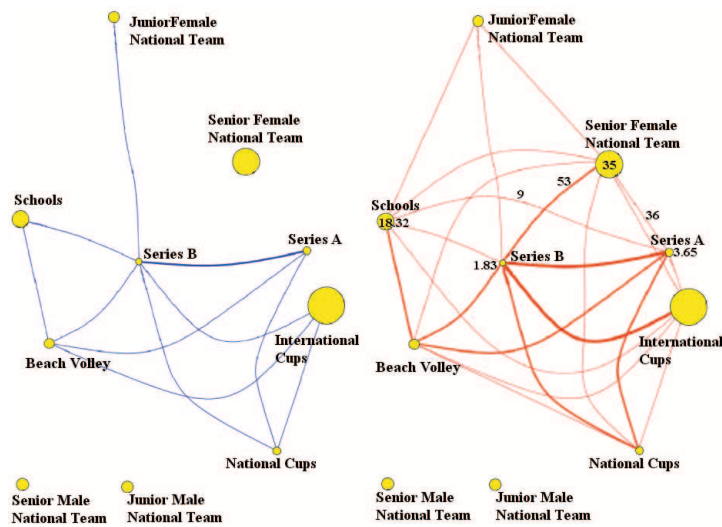 JuniorFemale
National Team
Senior Female
National Team
Schools
Series B
Series A
International
Cups
Beach Volley
National Cups
Senior Male
National Team
Junior Male
National Team
JuniorFemale
National Team
Senior Female
National Team
35
53
9
36
Schools
18.32
Series A
3.65
Series B
1.83
International
Cups
Beach Volley
National Cups
Senior Male
National Team
Junior Male
National Team